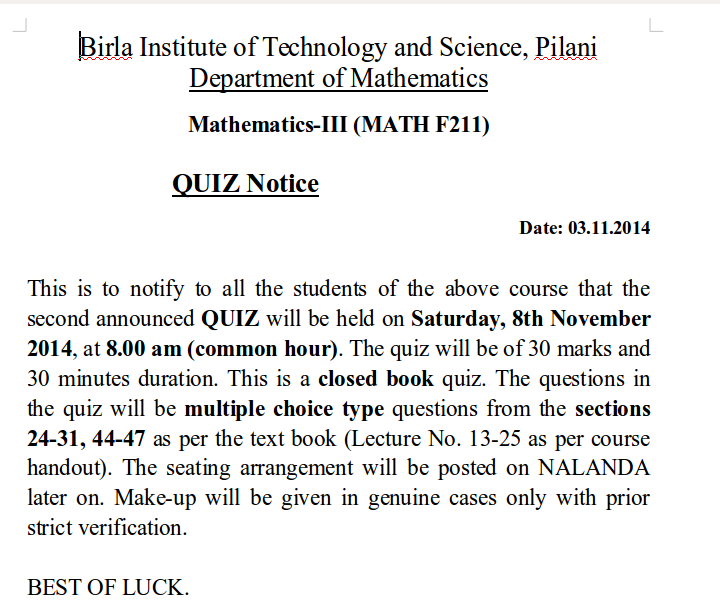 Birla Institute of Technology and Science, Pilani
Department of Mathematics
Mathematics-III (MATH F211)
QUIZ Notice
Date: 03.11.2014
This is to notify to all the students of the above course that the
second announced QUIZ will be held on Saturday, 8th November
2014, at 8.00 am (common hour). The quiz will be of 30 marks and
30 minutes duration. This is a closed book quiz. The questions in
the quiz will be multiple choice type questions from the sections
24-31, 44-47 as per the text book (Lecture No. 13-25 as per course
handout). The seating arrangement will be posted on NALANDA
later on. Make-up will be given in genuine cases only with prior
strict verification.
BEST OF LUCK.